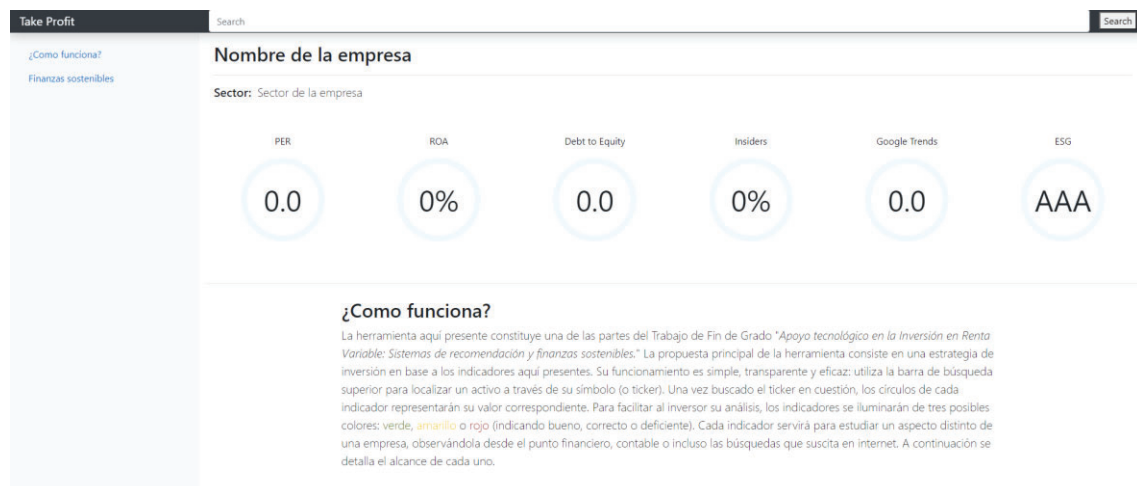 Take Profit
Search
Search
¿Como funciona?
Finanzas sostenibles
Nombre de la empresa
Sector: Sector de la empresa
PER
ROA
Debt to Equity
Insiders
Google Trends
ESG
0.0
0%
0.0
0%
0.0
AAA
¿Como funciona?
La herramienta aquí presente constituye una de las partes del Trabajo de Fin de Grado "Apoyo tecnológico en la Inversión en Renta
Variable: Sistemas de recomendación y finanzas sostenibles." La propuesta principal de la herramienta consiste en una estrategia de
inversión en base a los indicadores aquí presentes. Su funcionamiento es simple, transparente y eficaz: utiliza la barra de búsqueda
superior para localizar un activo a través de su símbolo (o ticker). Una vez buscado el ticker en cuestión, los círculos de cada
indicador representarán su valor correspondiente. Para facilitar al inversor su análisis, los indicadores se iluminarán de tres posibles
colores: verde, amarillo o rojo (indicando bueno, correcto o deficiente). Cada indicador servirá para estudiar un aspecto distinto de
una empresa, observándola desde el punto financiero, contable o incluso las búsquedas que suscita en internet. A continuación se
detalla el alcance de cada uno.